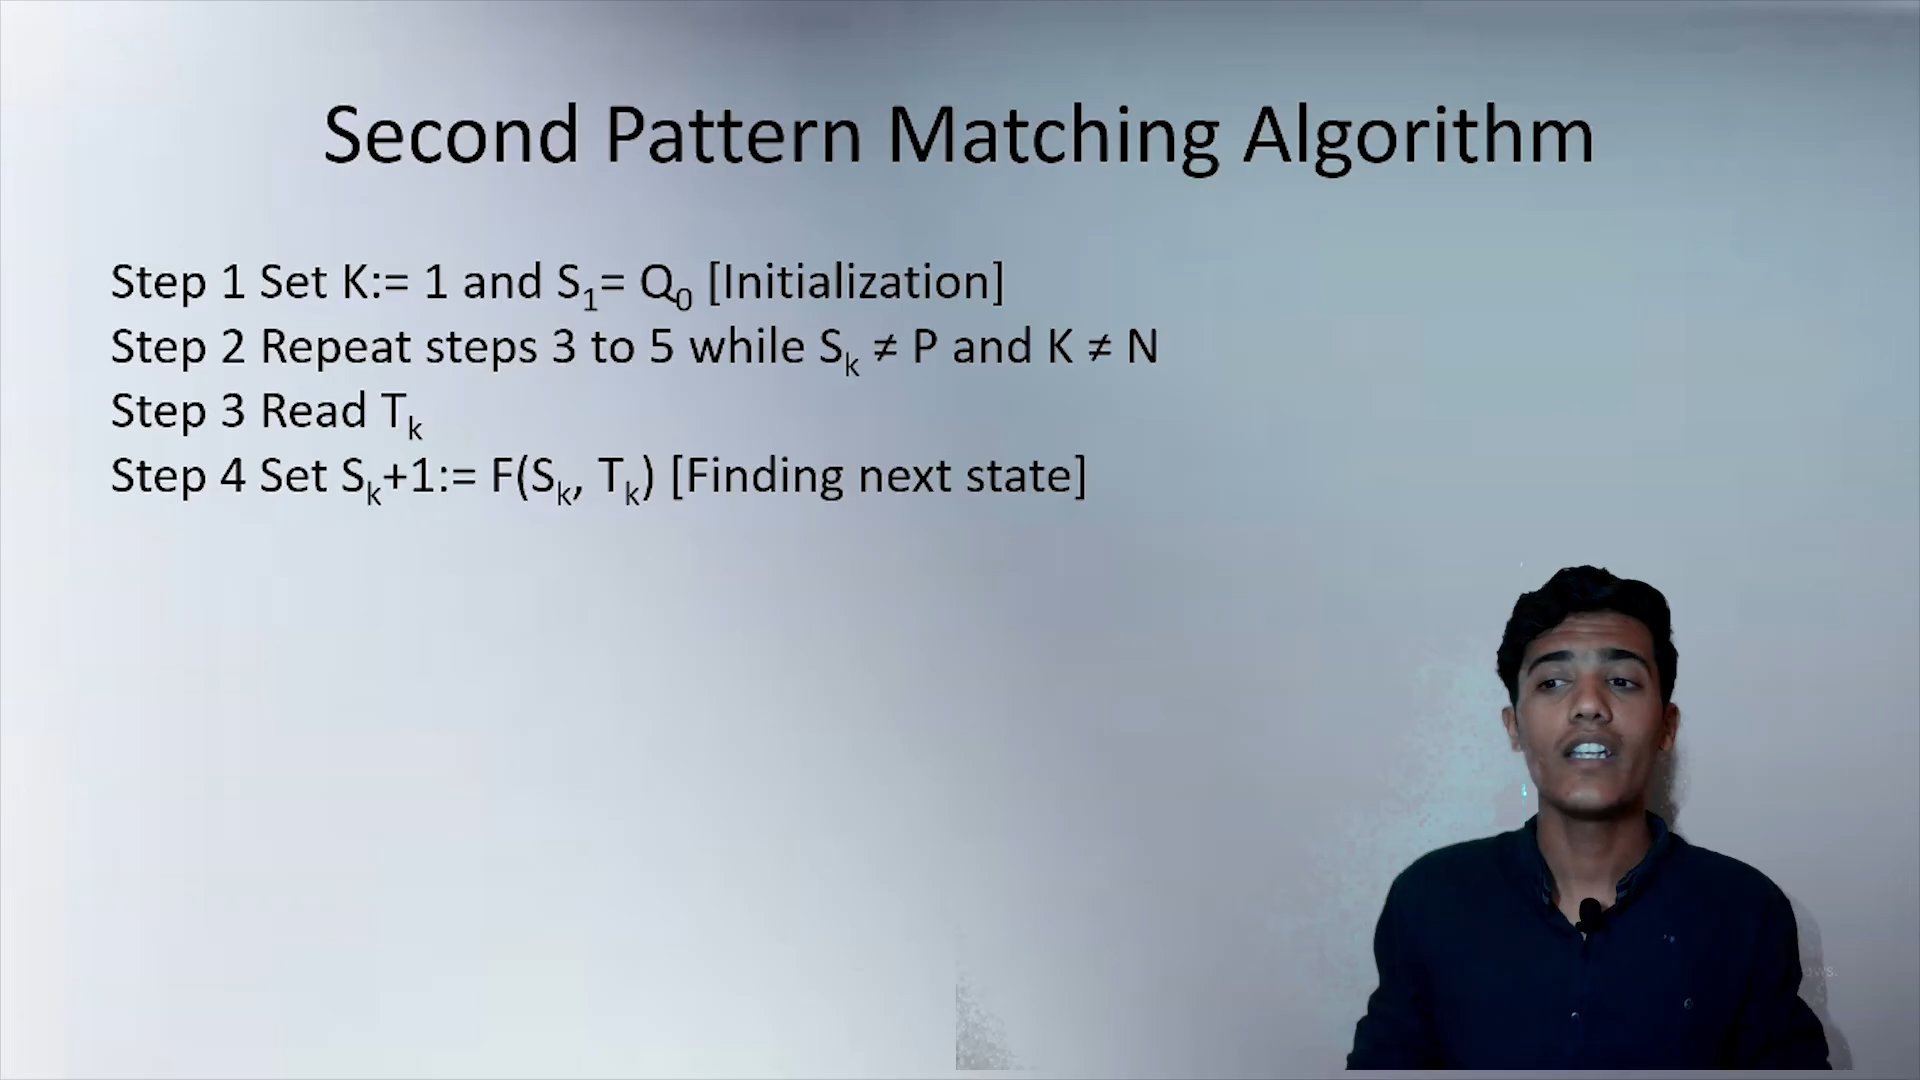 Second Pattern Matching Algorithm
Step 1 Set K:= 1 and S₁= Q₀ [Initialization]
Step 2 Repeat steps 3 to 5 while Sₖ ≠ P and K ≠ N
Step 3 Read Tₖ
Step 4 Set Sₖ+1:= F(Sₖ, Tₖ) [Finding next state]